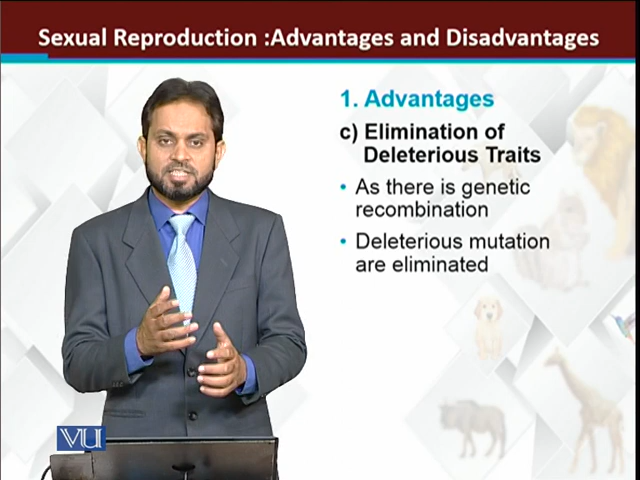 Sexual Reproduction :Advantages and Disadvantages
1. Advantages
c) Elimination of
Deleterious Traits
• As there is genetic
recombination
• Deleterious mutation
are eliminated
VU